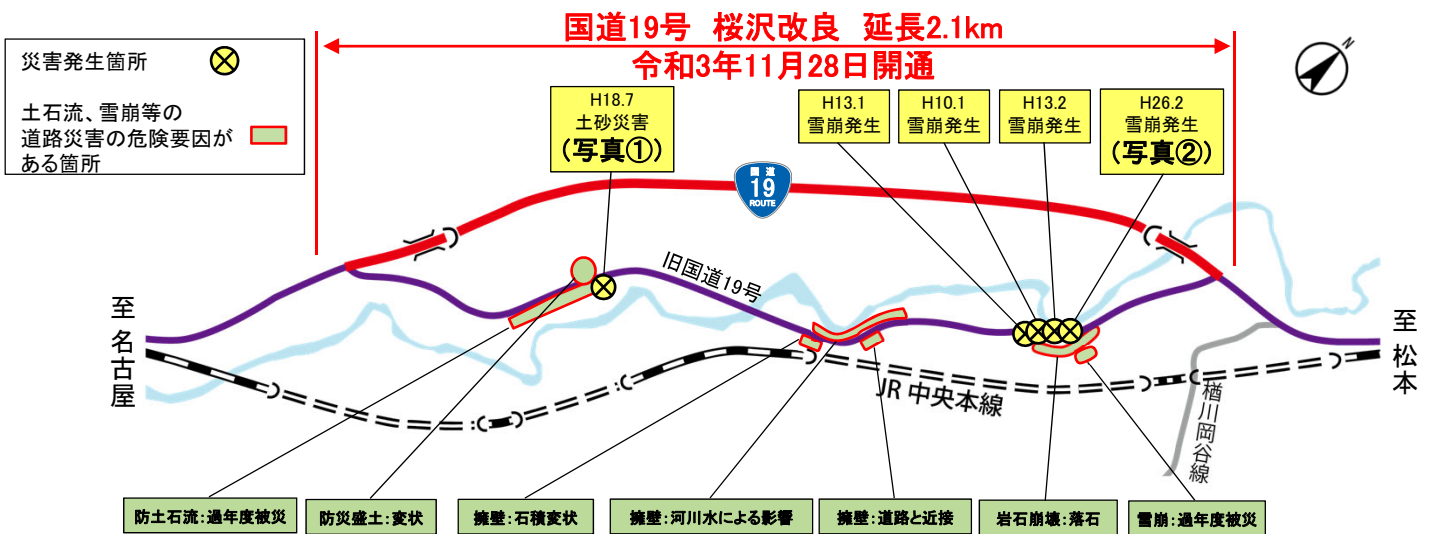 国道19号 桜沢改良 延長2.1km
令和3年11月28日開通
災害発生箇所
土石流、雪崩等の
道路災害の危険要因が
ある箇所
N
H18.7
土砂災害
(写真①)
H13.1
雪崩発生
H10.1
雪崩発生
H13.2
雪崩発生
H26.2
雪崩発生
(写真②)
国道
19
ROUTE
旧国道19号
至名古屋
至松本
JR中央本線
楢川岡谷線
防土石流:過年度被災
防災盛土:変状
擁壁:石積変状
擁壁:河川水による影響
擁壁:道路と近接
岩石崩壊:落石
雪崩:過年度被災